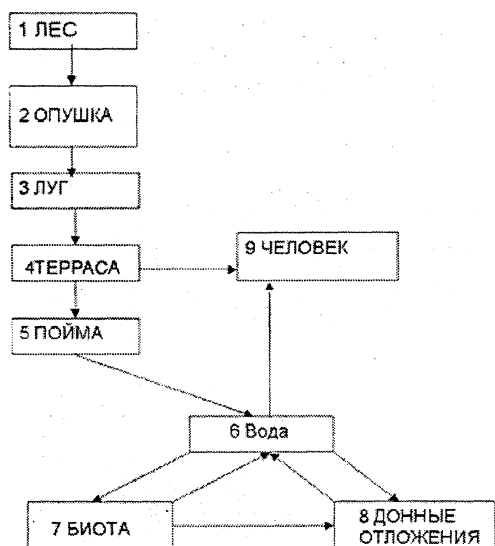 1 ЛЕС
2 ОПУШКА
3 ЛУГ
4ТЕРРАСА
9 ЧЕЛОВЕК
5 ПОЙМА
6 Вода
7 БИОТА
8 ДОННЫЕ
ОТЛОЖЕНИЯ